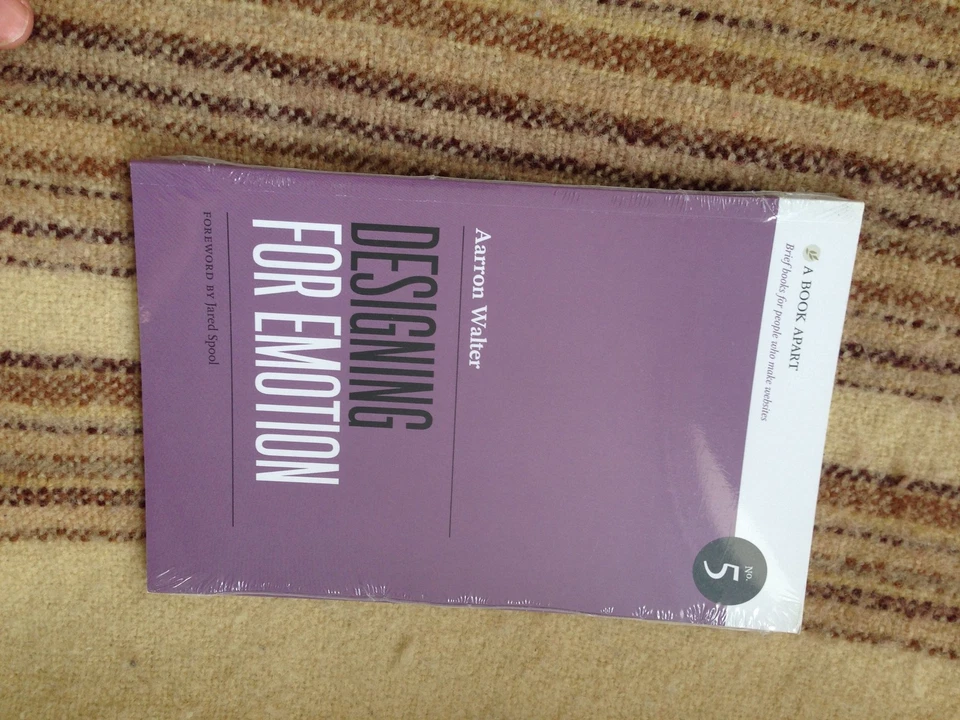 A BOOK APART
Brief books for people who make websites
No.
5
Aarron Walter
DESIGNING
FOR EMOTION
FOREWORD BY Jared Spool